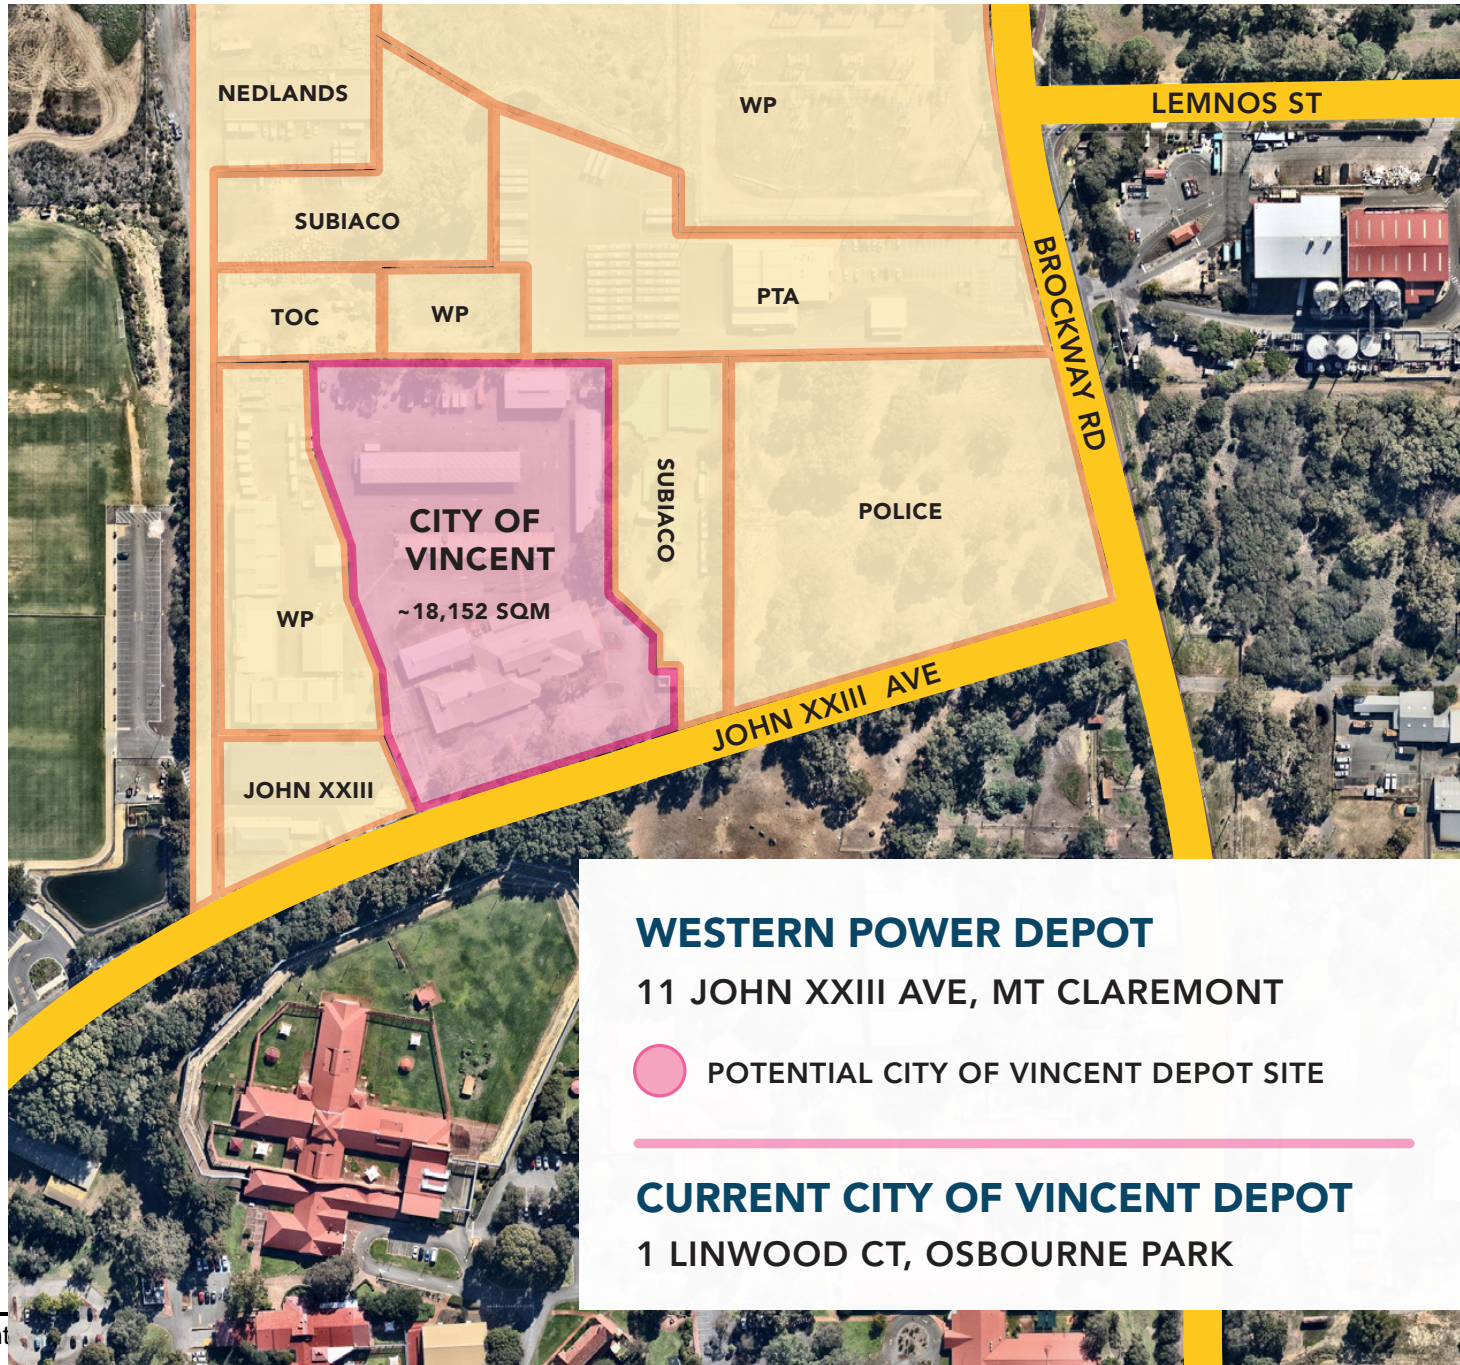 NEDLANDS
WP
LEMNOS ST
SUBIACO
BROCKWAY RD
TOC
WP
PTA
CITY OF
VINCENT
~18,152 SQM
SUBIACO
POLICE
WP
JOHN XXIII AVE
JOHN XXIII
WESTERN POWER DEPOT
11 JOHN XXIII AVE, MT CLAREMONT
POTENTIAL CITY OF VINCENT DEPOT SITE
CURRENT CITY OF VINCENT DEPOT
1 LINWOOD CT, OSBOURNE PARK